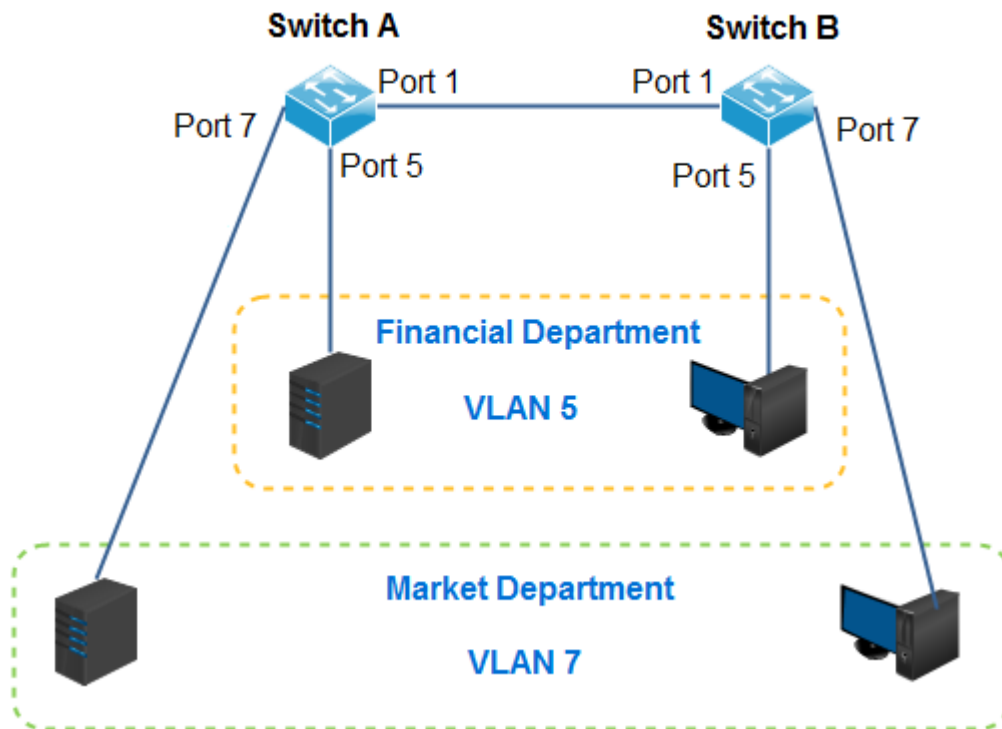 Switch A
Switch B
Port 1
Port 1
Port 7
Port 7
Port 5
Port 5
Financial Department
VLAN 5
Market Department
VLAN 7